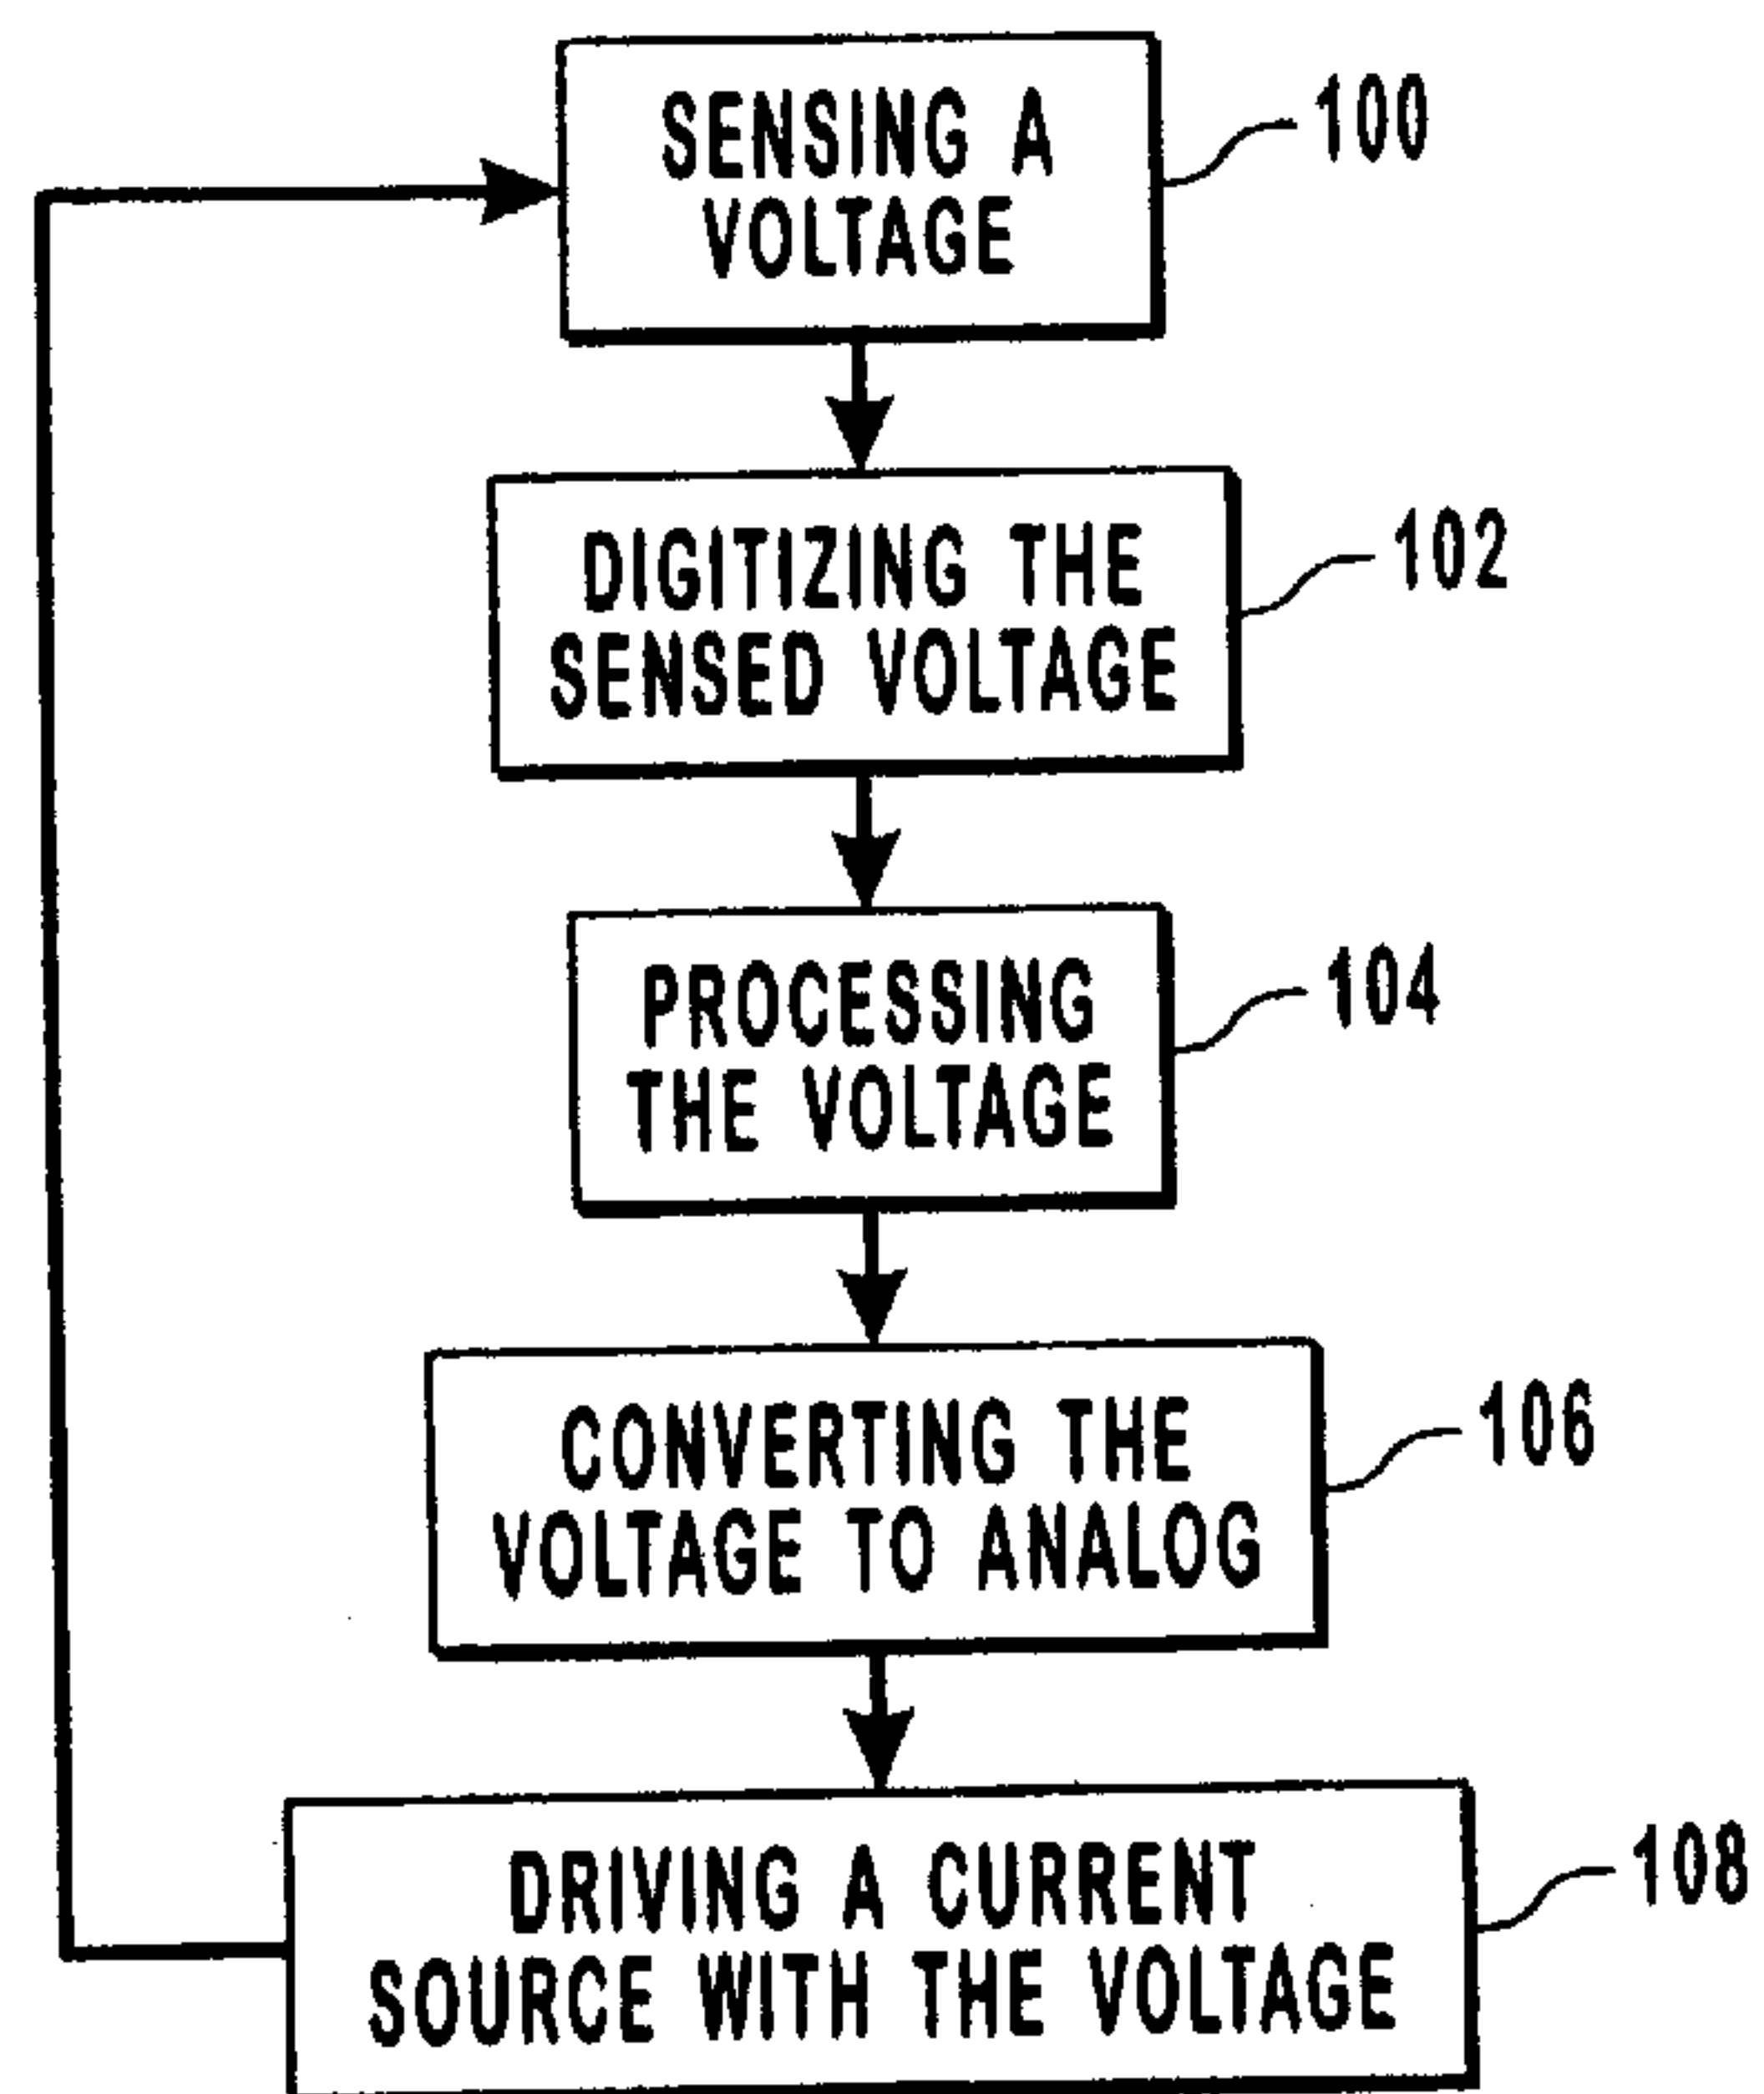 SENSING A
VOLTAGE
100
DIGITIZING THE
SENSED VOLTAGE
102
PROCESSING
THE VOLTAGE
104
CONVERTING THE
VOLTAGE TO ANALOG
106
DRIVING A CURRENT
SOURCE WITH THE VOLTAGE
108